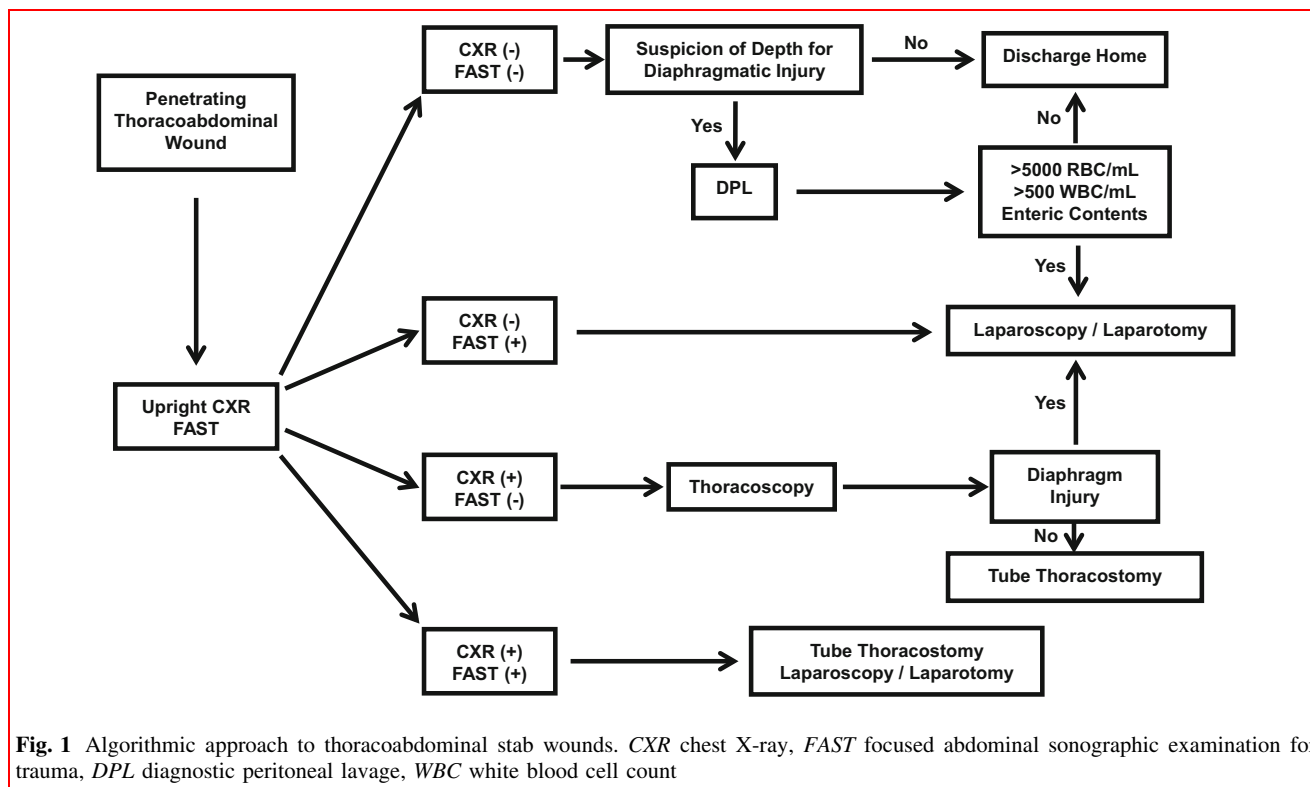 Penetrating
Thoracoabdominal
Wound
Upright CXR
FAST
CXR (-)
FAST (-)
Suspicion of Depth for
Diaphragmatic Injury
No
Discharge Home
Yes
No
DPL
>5000 RBC/mL
>500 WBC/mL
Enteric Contents
Yes
CXR (-)
FAST (+)
Laparoscopy / Laparotomy
Yes
CXR (+)
FAST (-)
Thoracoscopy
Diaphragm
Injury
No
Tube Thoracostomy
CXR (+)
FAST (+)
Tube Thoracostomy
Laparoscopy / Laparotomy
Fig. 1 Algorithmic approach to thoracoabdominal stab wounds. CXR chest X-ray, FAST focused abdominal sonographic examination for
trauma, DPL diagnostic peritoneal lavage, WBC white blood cell count